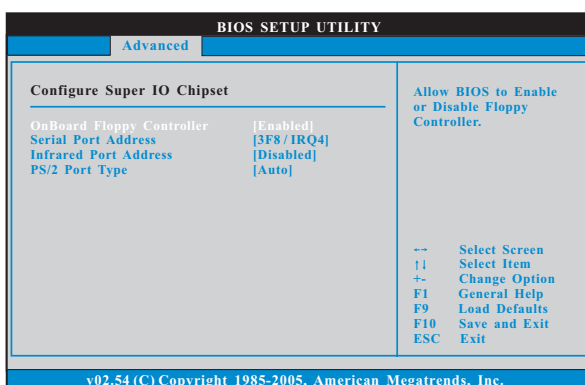 BIOS SETUP UTILITY
Advanced
Configure Super IO Chipset
OnBoard Floppy Controller [Enabled]
Serial Port Address [3F8 / IRQ4]
Infrared Port Address [Disabled]
PS/2 Port Type [Auto]
Allow BIOS to Enable
or Disable Floppy
Controller.
←→ Select Screen
↑↓ Select Item
+- Change Option
F1 General Help
F9 Load Defaults
F10 Save and Exit
ESC Exit
v02.54 (C) Copyright 1985-2005, American Megatrends, Inc.